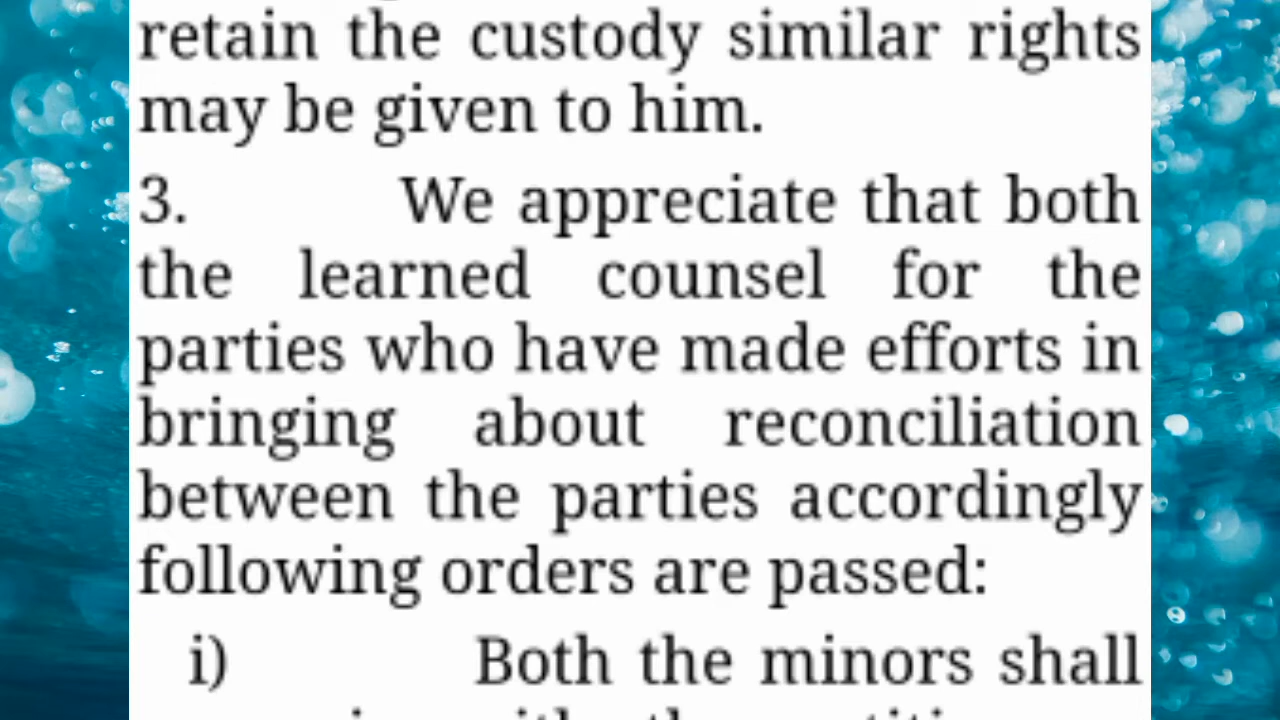 retain the custody similar rights
may be given to him.
3. We appreciate that both
the learned counsel for the
parties who have made efforts in
bringing about reconciliation
between the parties accordingly
following orders are passed:
i) Both the minors shall